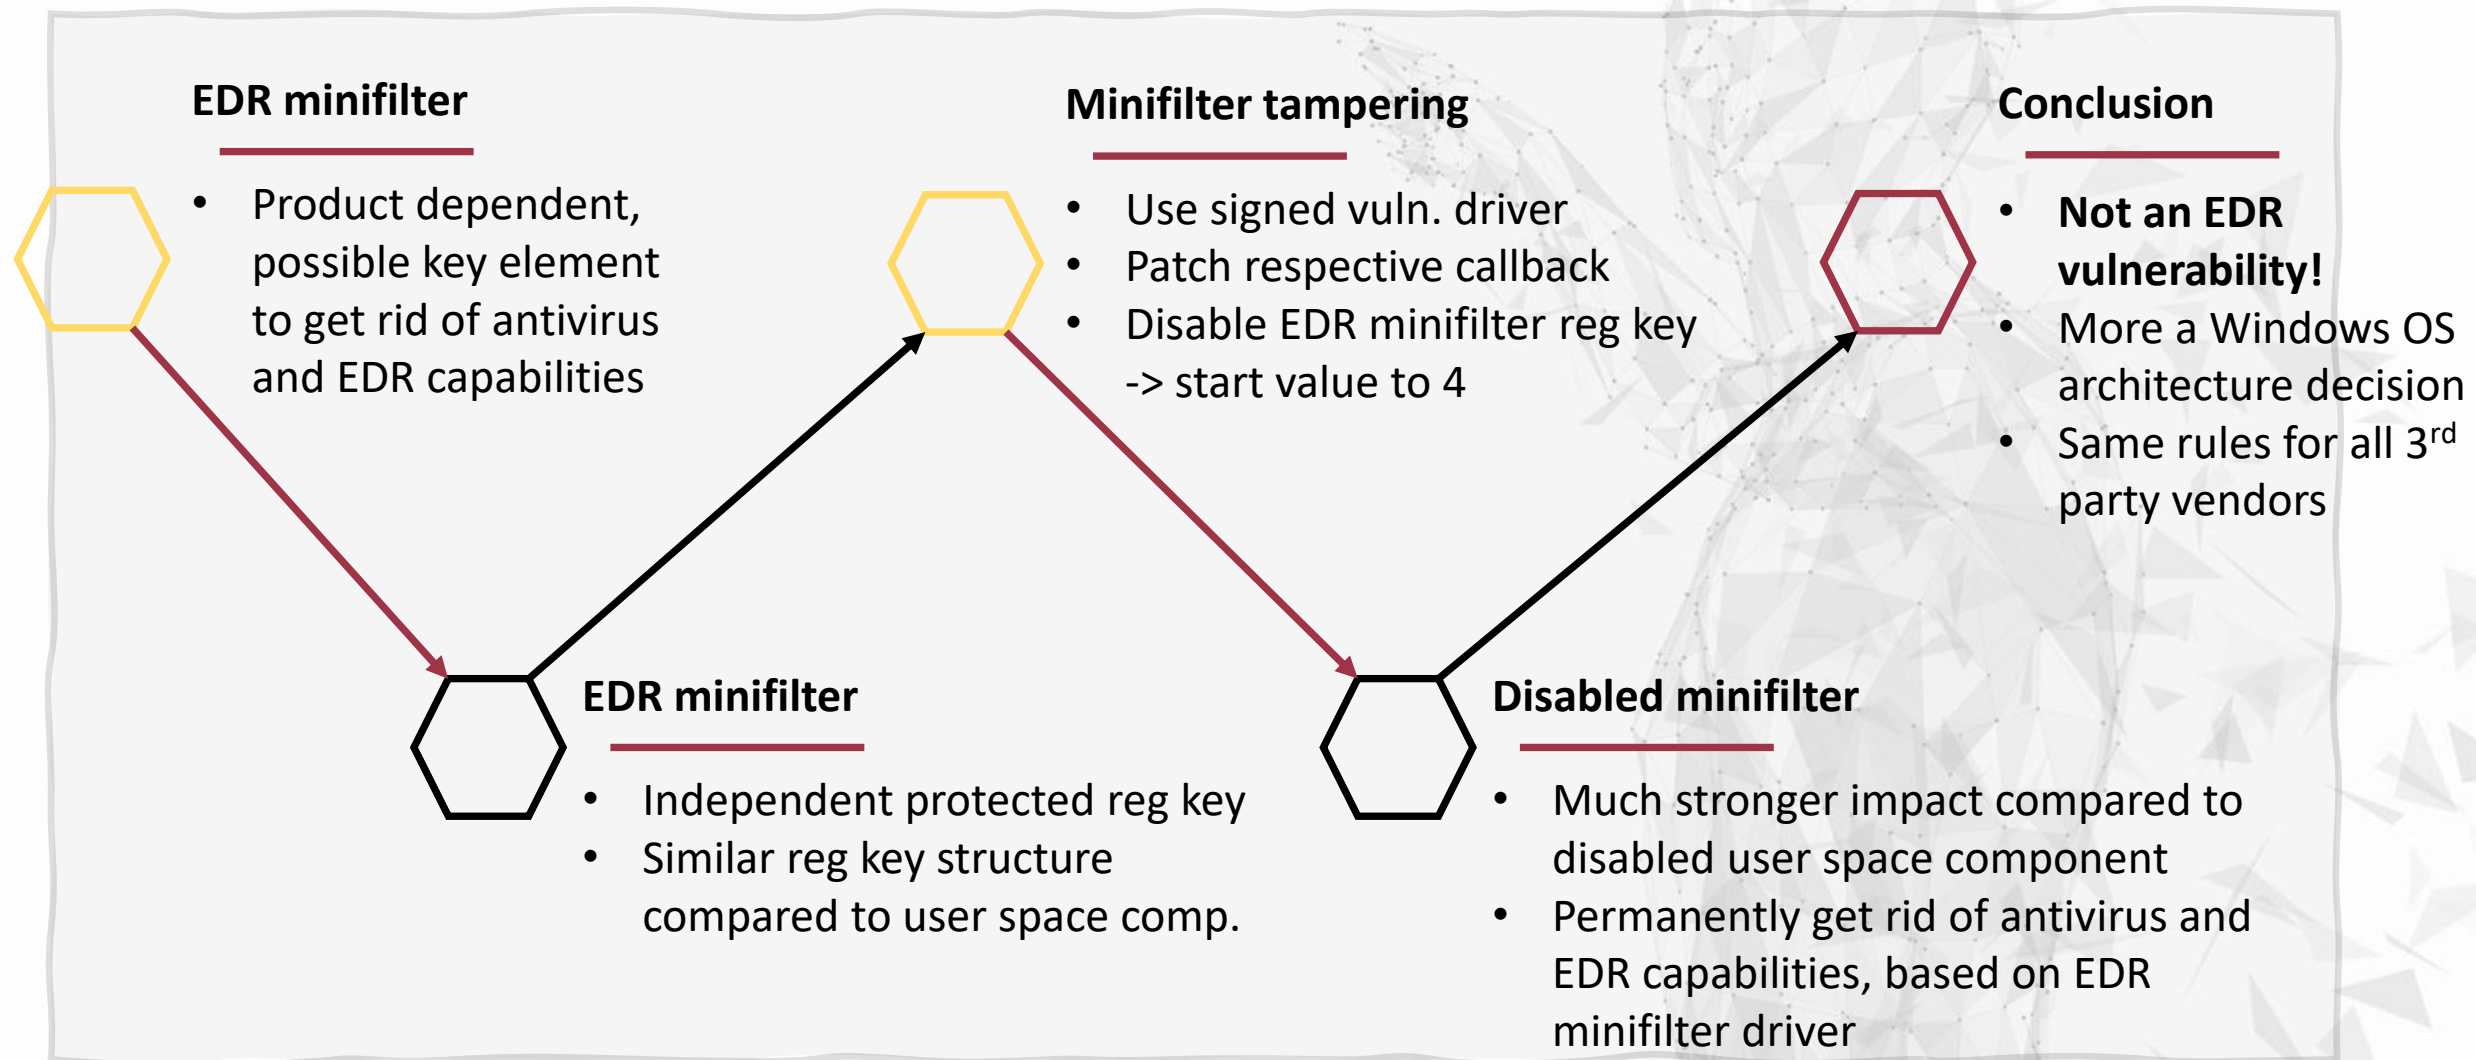 EDR minifilter
• Product dependent,
possible key element
to get rid of antivirus
and EDR capabilities
EDR minifilter
• Independent protected reg key
• Similar reg key structure
compared to user space comp.
Minifilter tampering
• Use signed vuln. driver
• Patch respective callback
• Disable EDR minifilter reg key
-> start value to 4
Disabled minifilter
• Much stronger impact compared to
disabled user space component
• Permanently get rid of antivirus and
EDR capabilities, based on EDR
minifilter driver
Conclusion
• Not an EDR
vulnerability!
• More a Windows OS
architecture decision
• Same rules for all 3rd
party vendors